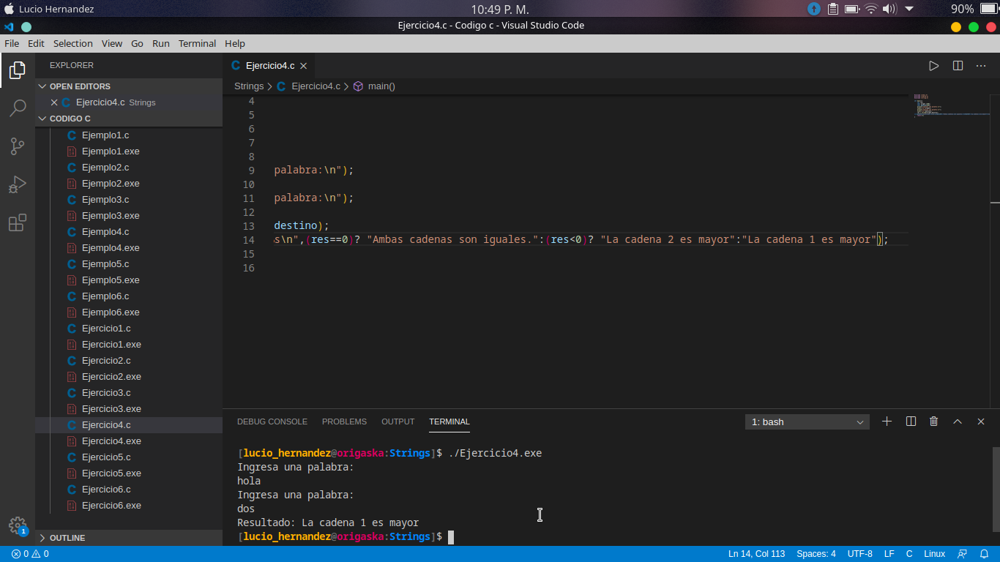 Lucio Hernandez
10:49 P. M.
90%
Ejercicio4.c - Codigo c - Visual Studio Code
File Edit Selection View Go Run Terminal Help
EXPLORER
OPEN EDITORS
Ejercicio4.c Strings
CODIGO C
Ejemplo1.c
Ejemplo1.exe
Ejemplo2.c
Ejemplo2.exe
Ejemplo3.c
Ejemplo3.exe
Ejemplo4.c
Ejemplo4.exe
Ejemplo5.c
Ejemplo5.exe
Ejemplo6.c
Ejemplo6.exe
Ejercicio1.c
Ejercicio1.exe
Ejercicio2.c
Ejercicio2.exe
Ejercicio3.c
Ejercicio3.exe
Ejercicio4.c
Ejercicio4.exe
Ejercicio5.c
Ejercicio5.exe
Ejercicio6.c
Ejercicio6.exe
OUTLINE
Ejercicio4.c
Strings > Ejercicio4.c > main()
4
5
6
7
8
9 palabra:\n");
10
11 palabra:\n");
12
13 destino);
14 s\n",(res==0)? "Ambas cadenas son iguales.":(res<0)? "La cadena 2 es mayor":"La cadena 1 es mayor");
15
16
DEBUG CONSOLE PROBLEMS OUTPUT TERMINAL
1: bash
[lucio_hernandez@origaska:Strings]$ ./Ejercicio4.exe
Ingresa una palabra:
hola
Ingresa una palabra:
dos
Resultado: La cadena 1 es mayor
[lucio_hernandez@origaska:Strings]$
1
0 0
Ln 14, Col 113 Spaces: 4 UTF-8 LF C Linux